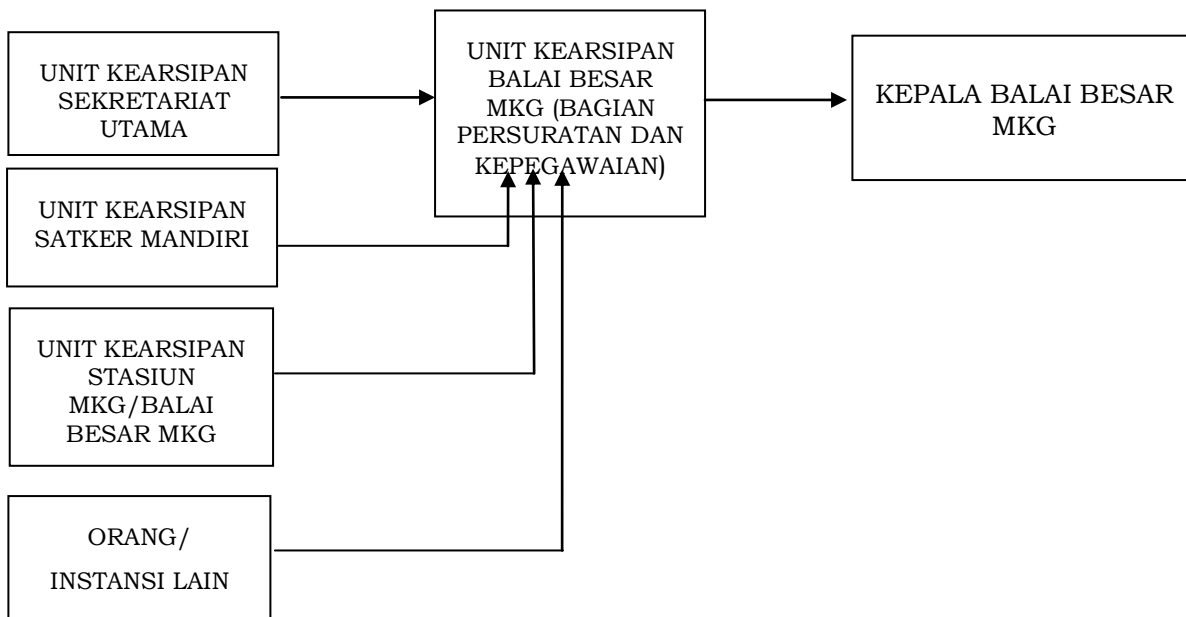 UNIT KEARSIPAN
SEKRETARIAT
UTAMA
UNIT KEARSIPAN
BALAI BESAR
MKG (BAGIAN
PERSURATAN DAN
KEPEGAWAIAN)
KEPALA BALAI BESAR
MKG
UNIT KEARSIPAN
SATKER MANDIRI
UNIT KEARSIPAN
STASIUN
MKG/BALAI
BESAR MKG
ORANG/
INSTANSI LAIN